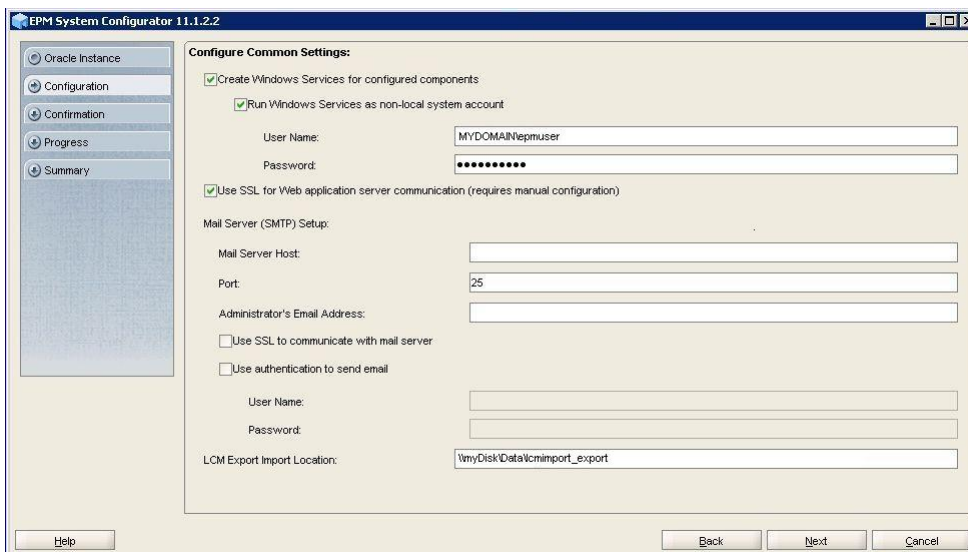 EPM System Configurator 11.1.2.2
Oracle Instance
Configuration
Confirmation
Progress
Summary
Configure Common Settings:
Create Windows Services for configured components
Run Windows Services as non-local system account
User Name: MYDOMAIN\epmuser
Password: ●●●●●●●●●●
Use SSL for Web application server communication (requires manual configuration)
Mail Server (SMTP) Setup:
Mail Server Host:
Port: 25
Administrator's Email Address:
Use SSL to communicate with mail server
Use authentication to send email
User Name:
Password:
LCM Export Import Location: \\myDisk\Data\lcmimport_export
Help Back Next Cancel